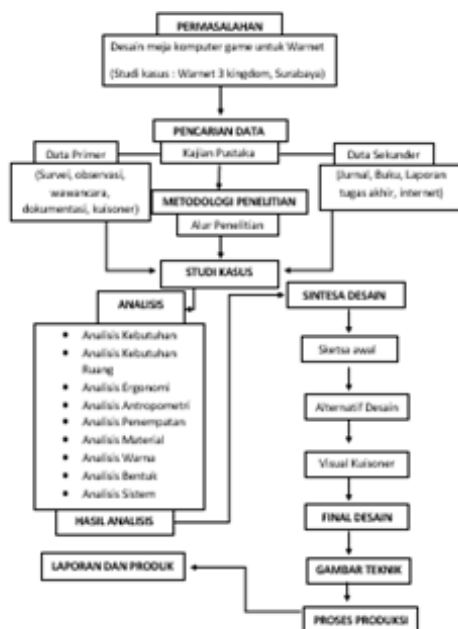 PERMASALAHAN
Desain meja komputer game untuk Warnet
(Studi kasus : Warnet 3 kingdom, Surabaya)
PENCARIAN DATA
Data Primer
Kajian Pustaka
Data Sekunder
(Survei, observasi,
wawancara,
dokumentasi, kuisoner)
(Jurnal, Buku, Laporan
tugas akhir, internet)
METODOLOGI PENELITIAN
Alur Penelitian
STUDI KASUS
ANALISIS
• Analisis Kebutuhan
• Analisis Kebutuhan
Ruang
• Analisis Ergonomi
• Analisis Antropometri
• Analisis Penempatan
• Analisis Material
• Analisis Warna
• Analisis Bentuk
• Analisis Sistem
HASIL ANALISIS
SINTESA DESAIN
Sketsa awal
Alternatif Desain
Visual Kuisoner
FINAL DESAIN
GAMBAR TEKNIK
PROSES PRODUKSI
LAPORAN DAN PRODUK